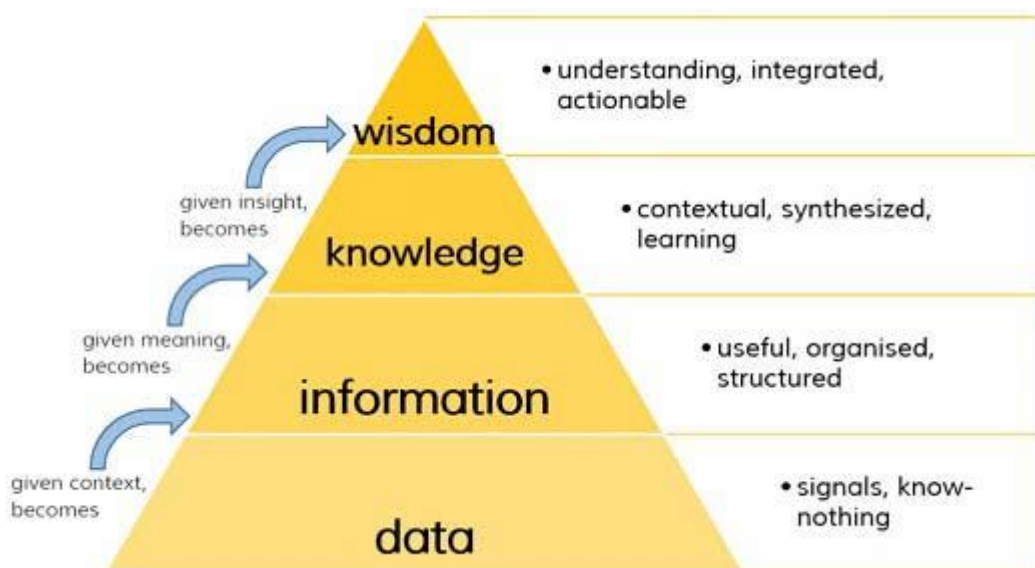 • understanding, integrated,
actionable
wisdom
given insight,
becomes
• contextual, synthesized,
learning
knowledge
given meaning,
becomes
• useful, organised,
structured
information
given context,
becomes
• signals, know-
nothing
data